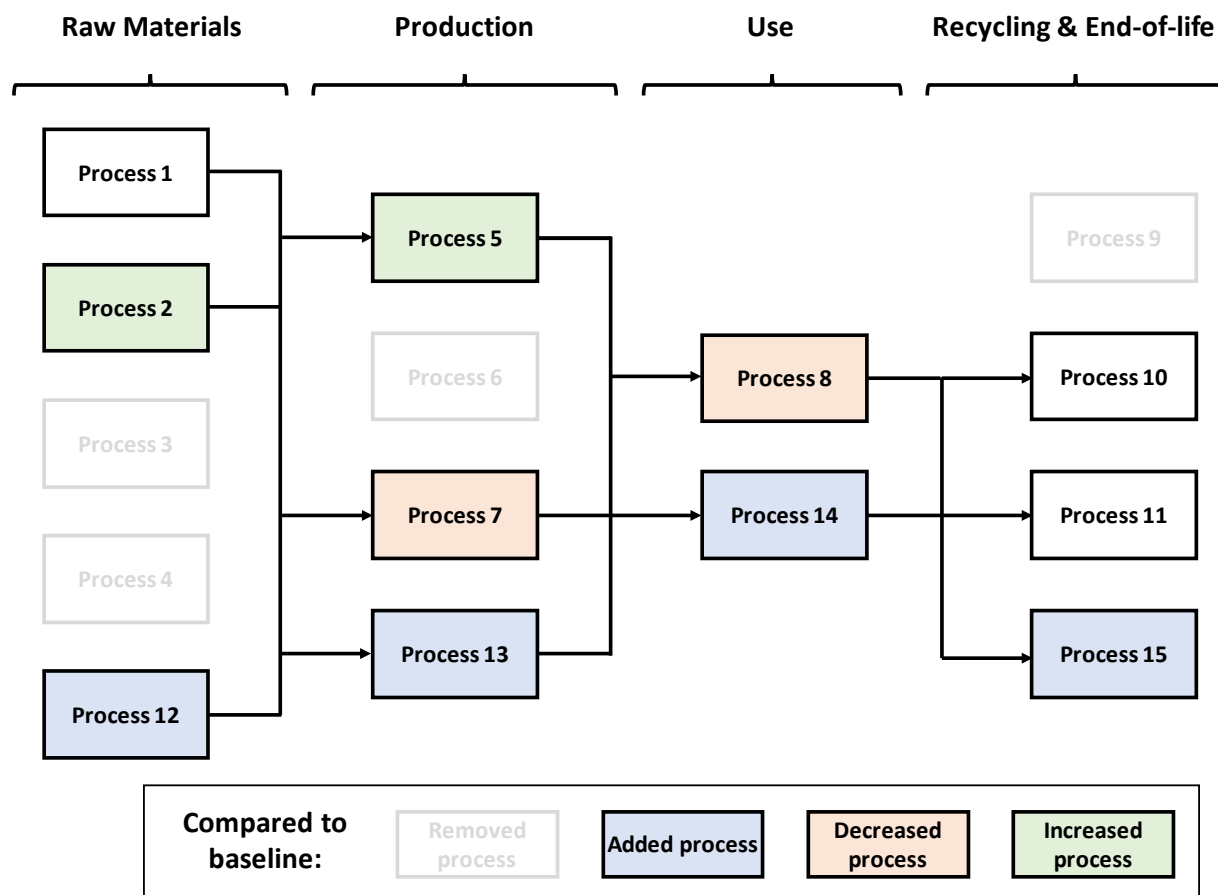 Raw Materials
Production
Use
Recycling & End-of-life
Process 1
Process 2
Process 3
Process 4
Process 12
Process 5
Process 6
Process 7
Process 13
Process 8
Process 14
Process 9
Process 10
Process 11
Process 15
Compared to
baseline:
Removed
process
Added process
Decreased
process
Increased
process